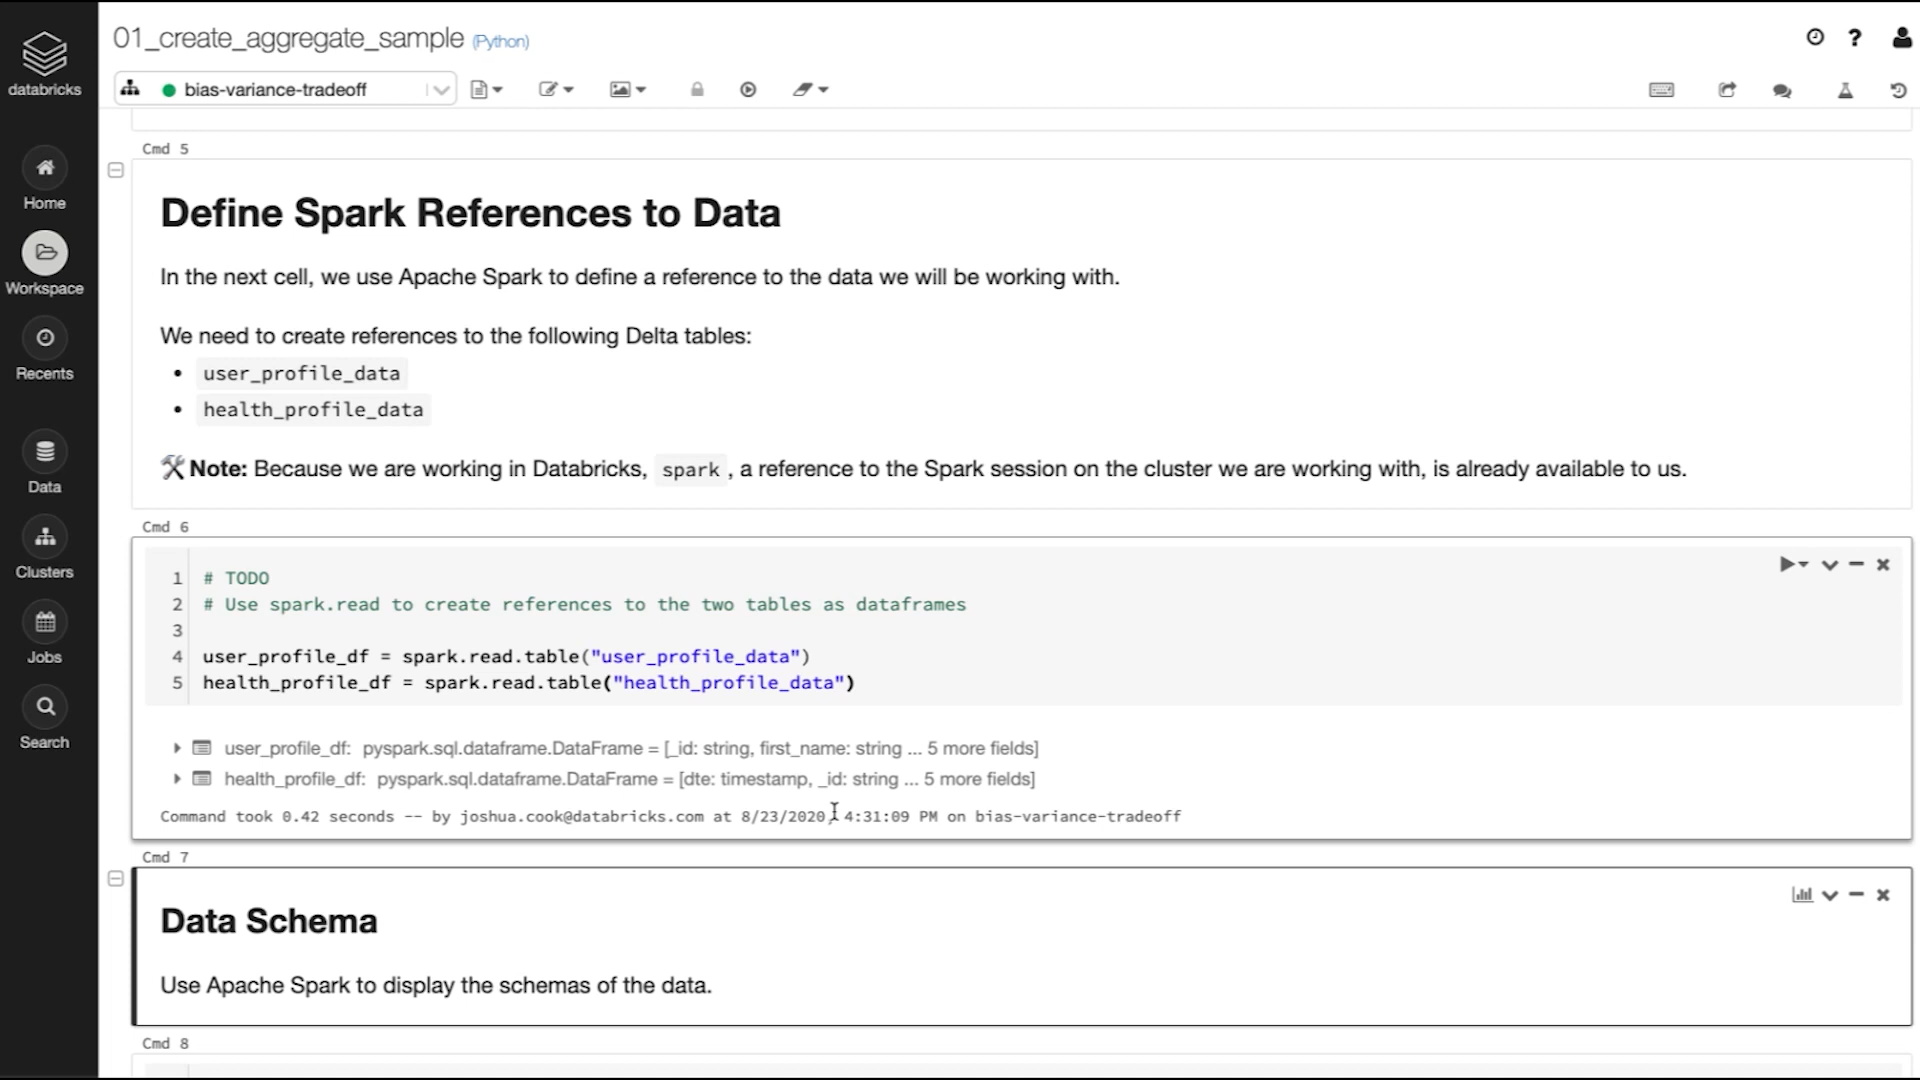 databricks
01_create_aggregate_sample (Python)
bias-variance-tradeoff
Home
Workspace
Recents
Data
Clusters
Jobs
Search
Cmd 5
Define Spark References to Data
In the next cell, we use Apache Spark to define a reference to the data we will be working with.
We need to create references to the following Delta tables:
• user_profile_data
• health_profile_data
Note: Because we are working in Databricks, spark , a reference to the Spark session on the cluster we are working with, is already available to us.
Cmd 6
1 # TODO
2 # Use spark.read to create references to the two tables as dataframes
3
4 user_profile_df = spark.read.table("user_profile_data")
5 health_profile_df = spark.read.table("health_profile_data")
user_profile_df: pyspark.sql.dataframe.DataFrame = [_id: string, first_name: string ... 5 more fields]
health_profile_df: pyspark.sql.dataframe.DataFrame = [dte: timestamp, _id: string ... 5 more fields]
Command took 0.42 seconds -- by joshua.cook@databricks.com at 8/23/2020, 4:31:09 PM on bias-variance-tradeoff
Cmd 7
Data Schema
Use Apache Spark to display the schemas of the data.
Cmd 8